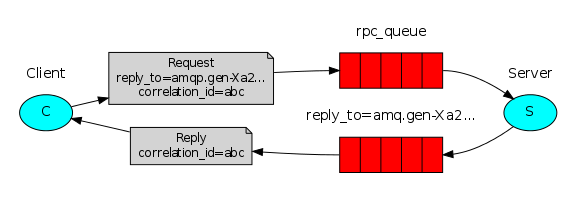 rpc_queue
Request
reply_to=amqp.gen-Xa2...
correlation_id=abc
Client
Server
C
S
reply_to=amq.gen-Xa2...
Reply
correlation_id=abc